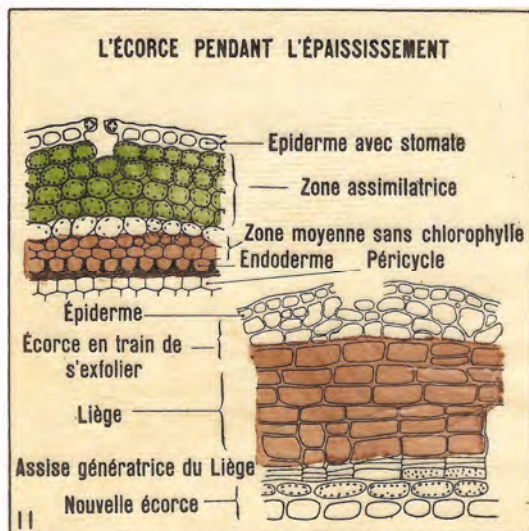 L'ÉCORCE PENDANT L'ÉPAISSISSEMENT
Epiderme avec stomate
Zone assimilatrice
Zone moyenne sans chlorophylle
Endoderme Péricycle
Épiderme
Écorce en train de
s'exfolier
Liège
Assise génératrice du Liège
Nouvelle écorce
11